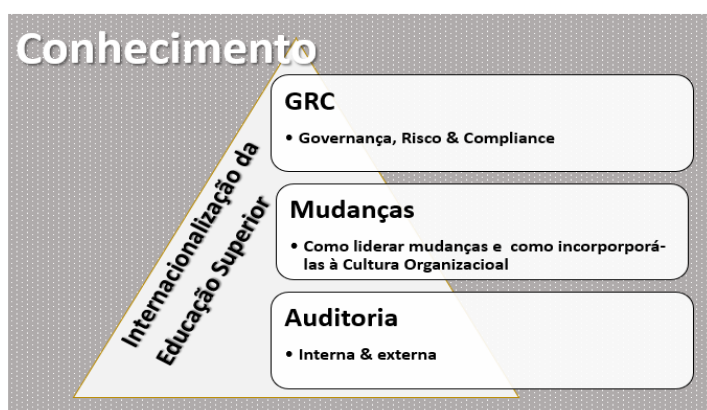 Conhecimento
Internacionalização da
Educação Superior
GRC
• Governança, Risco & Compliance
Mudanças
• Como liderar mudanças e como incorporporá-
las à Cultura Organizacioal
Auditoria
• Interna & externa